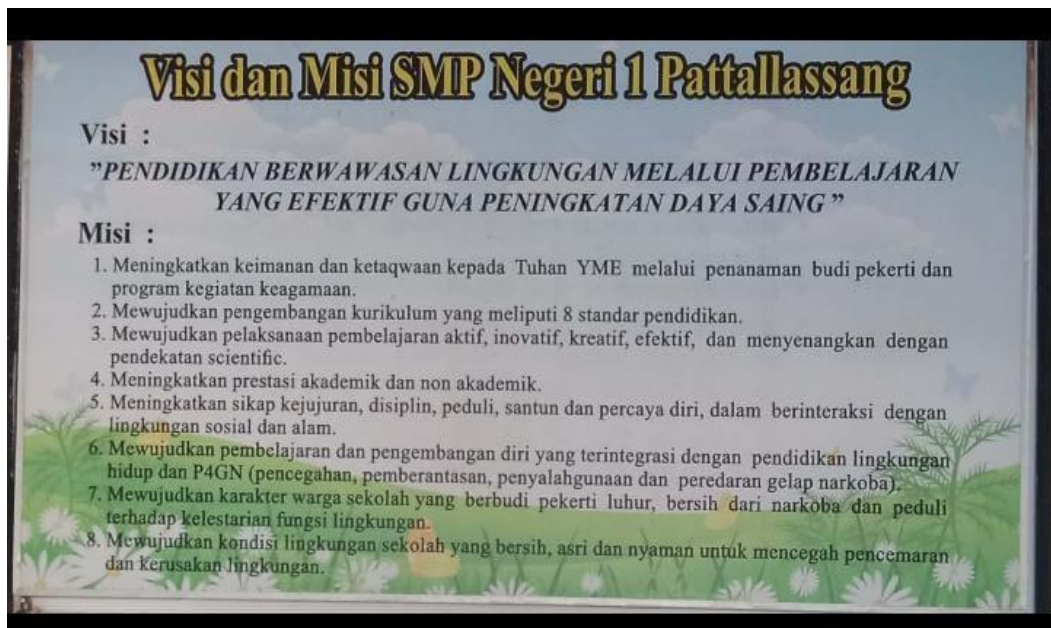 Visi dan Misi SMP Negeri 1 Pattallassang
Visi :
"PENDIDIKAN BERWAWASAN LINGKUNGAN MELALUI PEMBELAJARAN
YANG EFEKTIF GUNA PENINGKATAN DAYA SAING "
Misi :
1. Meningkatkan keimanan dan ketaqwaan kepada Tuhan YME melalui penanaman budi pekerti dan
program kegiatan keagamaan.
2. Mewujudkan pengembangan kurikulum yang meliputi 8 standar pendidikan.
3. Mewujudkan pelaksanaan pembelajaran aktif, inovatif, kreatif, efektif, dan menyenangkan dengan
pendekatan scientific.
4. Meningkatkan prestasi akademik dan non akademik.
5. Meningkatkan sikap kejujuran, disiplin, peduli, santun dan percaya diri, dalam berinteraksi dengan
lingkungan sosial dan alam.
6. Mewujudkan pembelajaran dan pengembangan diri yang terintegrasi dengan pendidikan lingkungan
hidup dan P4GN (pencegahan, pemberantasan, penyalahgunaan dan peredaran gelap narkoba).
7. Mewujudkan karakter warga sekolah yang berbudi pekerti luhur, bersih dari narkoba dan peduli
terhadap kelestarian fungsi lingkungan.
8. Mewujudkan kondisi lingkungan sekolah yang bersih, asri dan nyaman untuk mencegah pencemaran
dan kerusakan lingkungan.